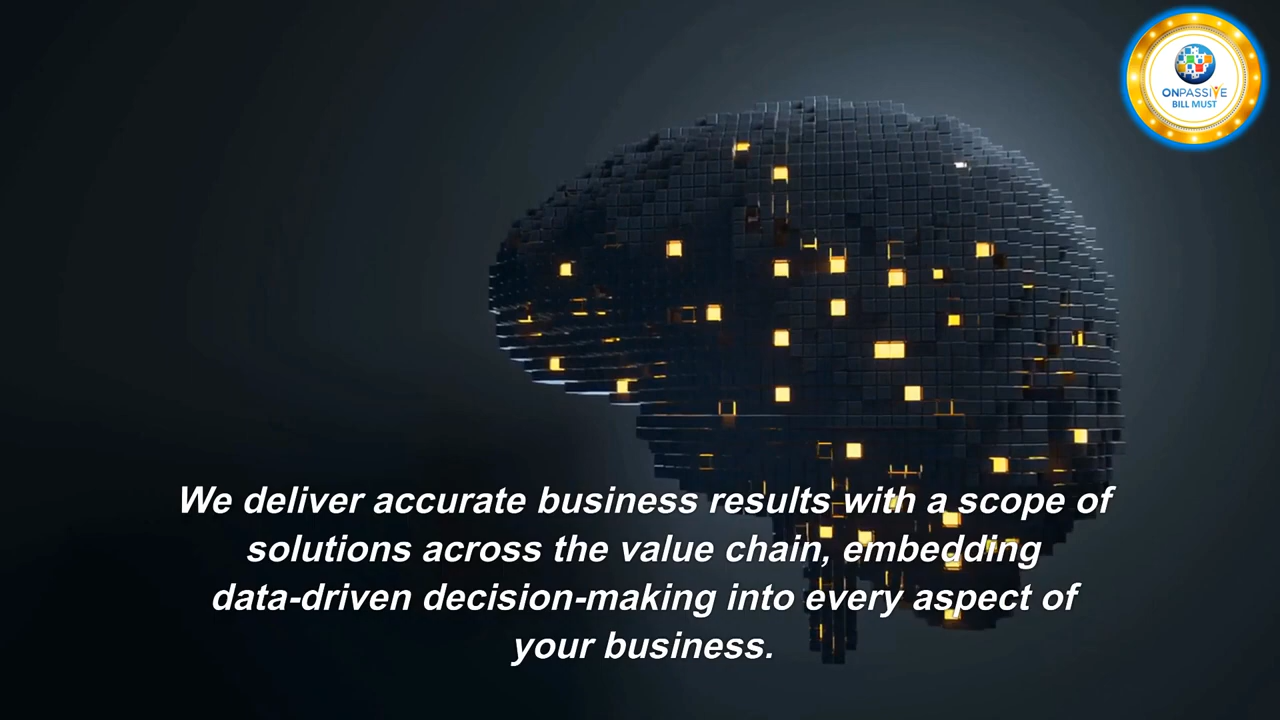 ONPASSIVE
BILL MUST
We deliver accurate business results with a scope of
solutions across the value chain, embedding
data-driven decision-making into every aspect of
your business.